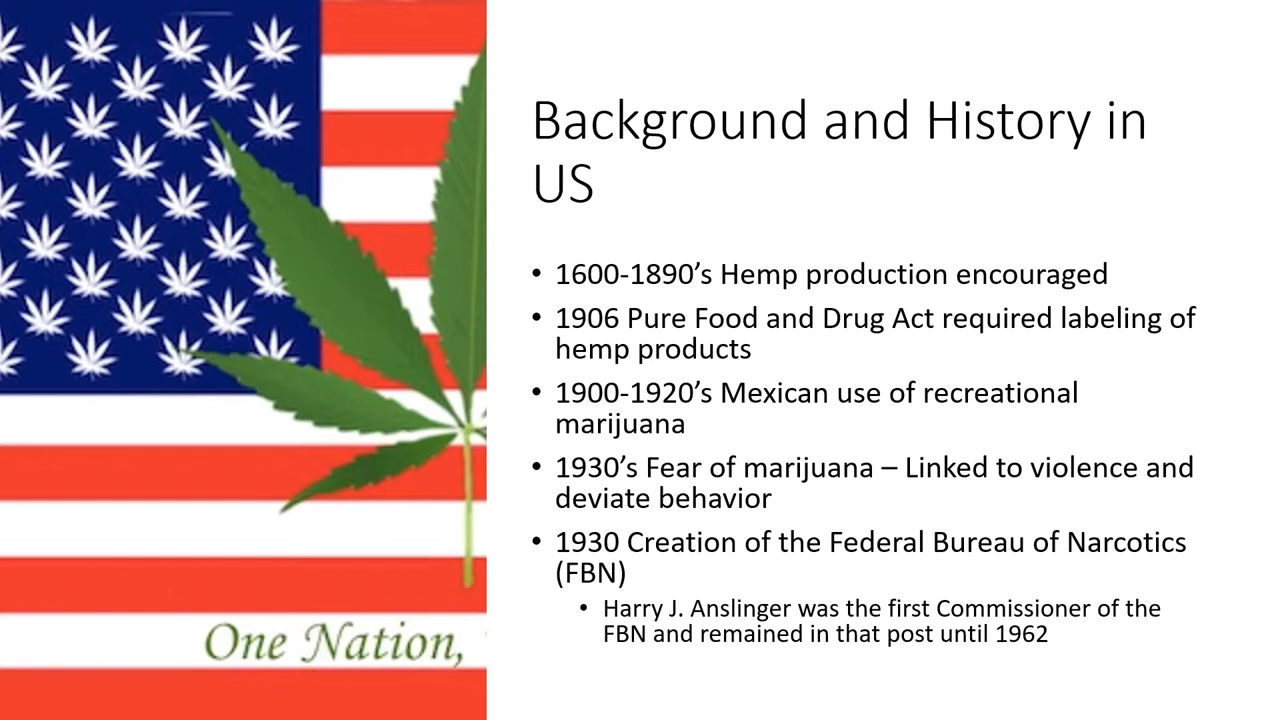 Background and History in
US
• 1600-1890’s Hemp production encouraged
• 1906 Pure Food and Drug Act required labeling of
hemp products
• 1900-1920’s Mexican use of recreational
marijuana
• 1930’s Fear of marijuana – Linked to violence and
deviate behavior
• 1930 Creation of the Federal Bureau of Narcotics
(FBN)
• Harry J. Anslinger was the first Commissioner of the
FBN and remained in that post until 1962
One Nation,